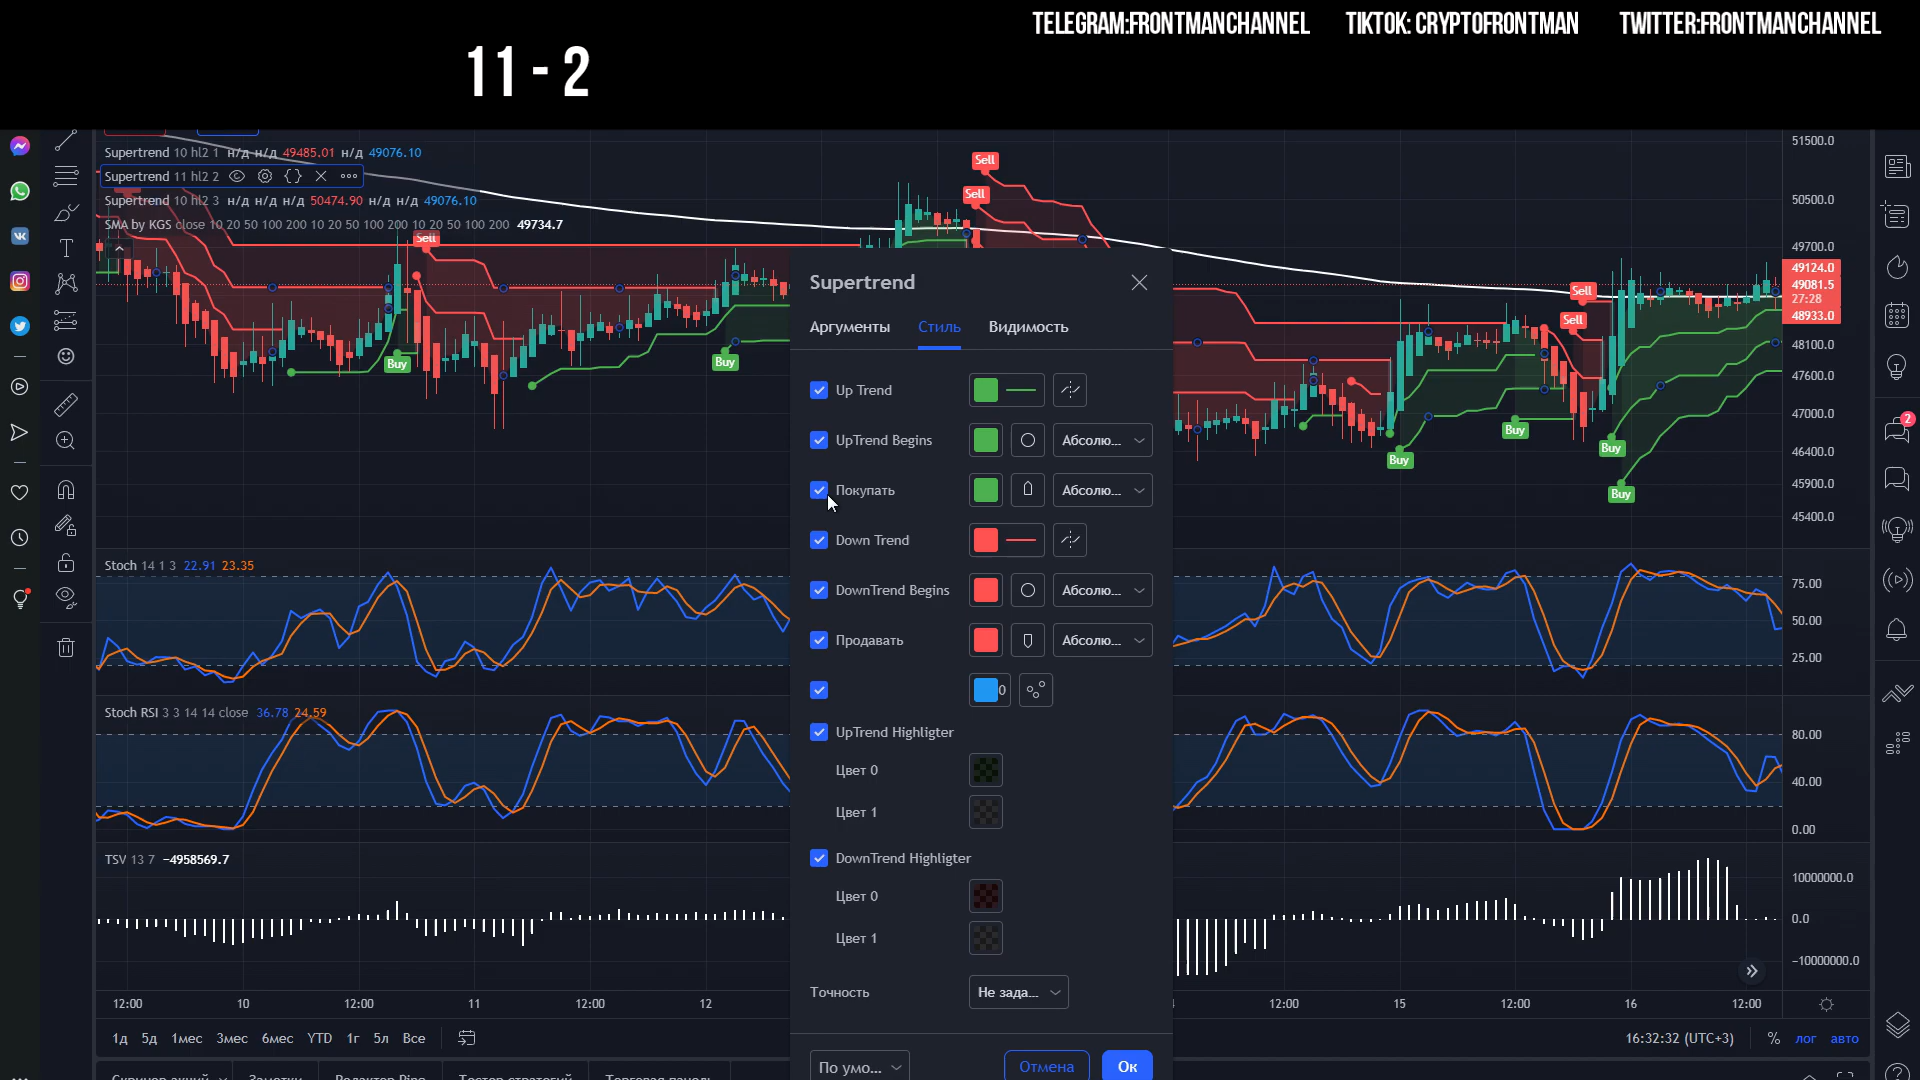 TELEGRAM:FRONTMANCHANNEL TIKTOK: CRYPTOFRONTMAN TWITTER:FRONTMANCHANNEL
11 - 2
Supertrend 10 hl2 1 н/д н/д 49485.01 н/д 49076.10
Supertrend 11 hl2 2
Supertrend 10 hl2 3 н/д н/д н/д 50474.90 н/д н/д 49076.10
SMA by KGS close 10 20 50 100 200 10 20 50 100 200 10 20 50 100 200 49734.7
Sell
Sell
Sell
Sell
Sell
Buy
Buy
Buy
Buy
Buy
Buy
51500.0
50500.0
49700.0
49124.0
49081.5
27:28
48933.0
48100.0
47600.0
47000.0
46400.0
45900.0
45400.0
2
Supertrend
Аргументы Стиль Видимость
Up Trend
UpTrend Begins Абсолю...
Покупать Абсолю...
Down Trend
DownTrend Begins Абсолю...
Продавать Абсолю...
0
UpTrend Highligter
Цвет 0
Цвет 1
DownTrend Highligter
Цвет 0
Цвет 1
Точность Не зада...
По умо... Отмена Ок
Stoch 14 1 3 22.91 23.35
75.00
50.00
25.00
Stoch RSI 3 3 14 14 close 36.78 24.59
80.00
40.00
0.00
TSV 13 7 −4958569.7
10000000.0
0.0
−10000000.0
12:00 10 12:00 11 12:00 12 12:00 15 12:00 16 12:00
1д 5д 1мес 3мес 6мес YTD 1г 5л Все 16:32:32 (UTC+3) % лог авто